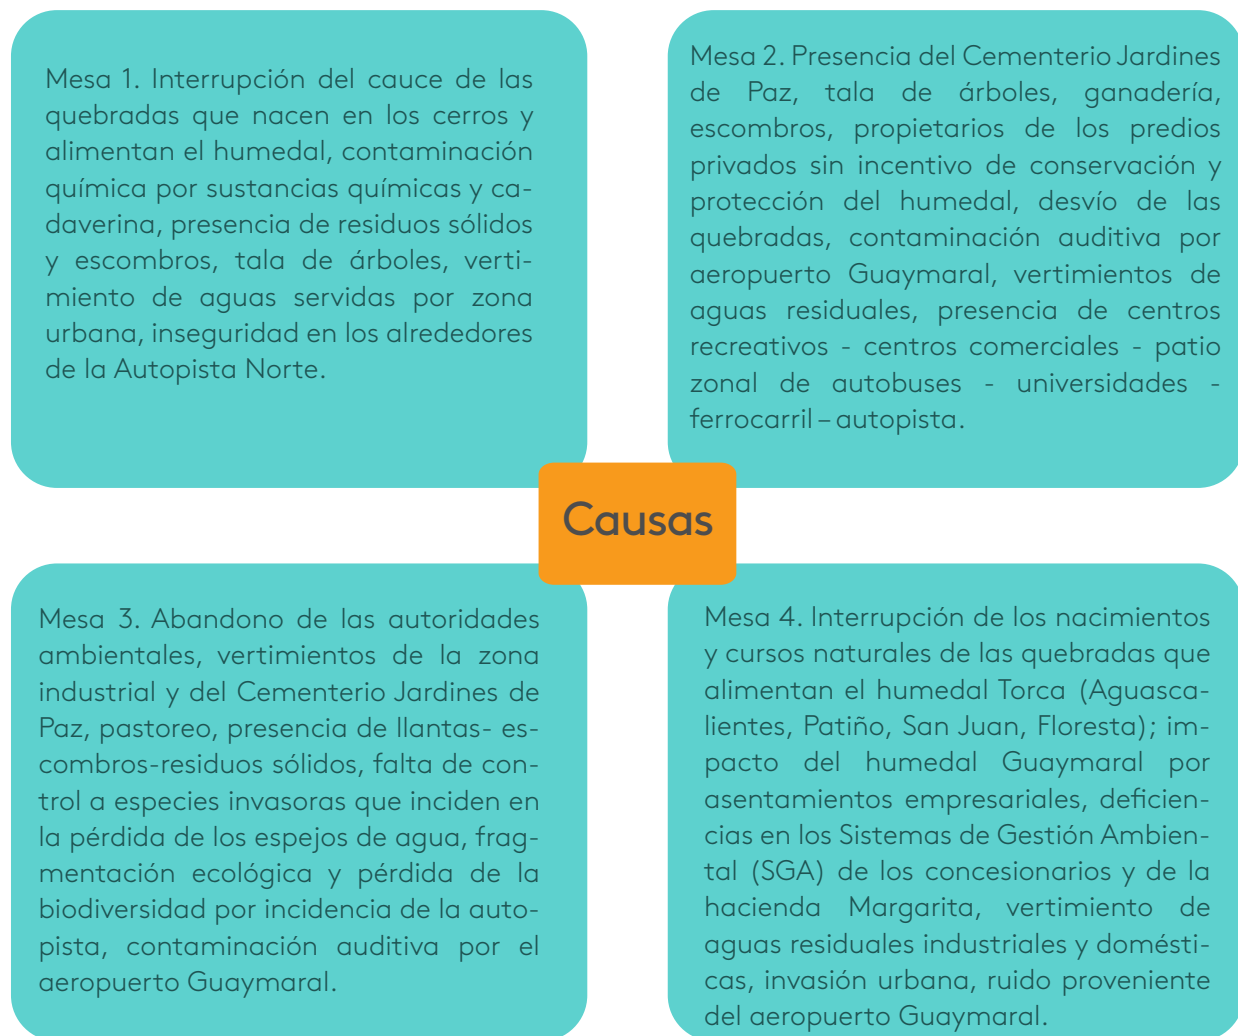 Mesa 1. Interrupción del cauce de las
quebradas que nacen en los cerros y
alimentan el humedal, contaminación
química por sustancias químicas y ca-
daverina, presencia de residuos sólidos
y escombros, tala de árboles, verti-
miento de aguas servidas por zona
urbana, inseguridad en los alrededores
de la Autopista Norte.
Mesa 2. Presencia del Cementerio Jardines
de Paz, tala de árboles, ganadería,
escombros, propietarios de los predios
privados sin incentivo de conservación y
protección del humedal, desvío de las
quebradas, contaminación auditiva por
aeropuerto Guaymaral, vertimientos de
aguas residuales, presencia de centros
recreativos - centros comerciales - patio
zonal de autobuses - universidades -
ferrocarril – autopista.
Causas
Mesa 3. Abandono de las autoridades
ambientales, vertimientos de la zona
industrial y del Cementerio Jardines de
Paz, pastoreo, presencia de llantas- es-
combros-residuos sólidos, falta de con-
trol a especies invasoras que inciden en
la pérdida de los espejos de agua, frag-
mentación ecológica y pérdida de la
biodiversidad por incidencia de la auto-
pista, contaminación auditiva por el
aeropuerto Guaymaral.
Mesa 4. Interrupción de los nacimientos
y cursos naturales de las quebradas que
alimentan el humedal Torca (Aguasca-
lientes, Patiño, San Juan, Floresta); im-
pacto del humedal Guaymaral por
asentamientos empresariales, deficien-
cias en los Sistemas de Gestión Ambien-
tal (SGA) de los concesionarios y de la
hacienda Margarita, vertimiento de
aguas residuales industriales y domésti-
cas, invasión urbana, ruido proveniente
del aeropuerto Guaymaral.